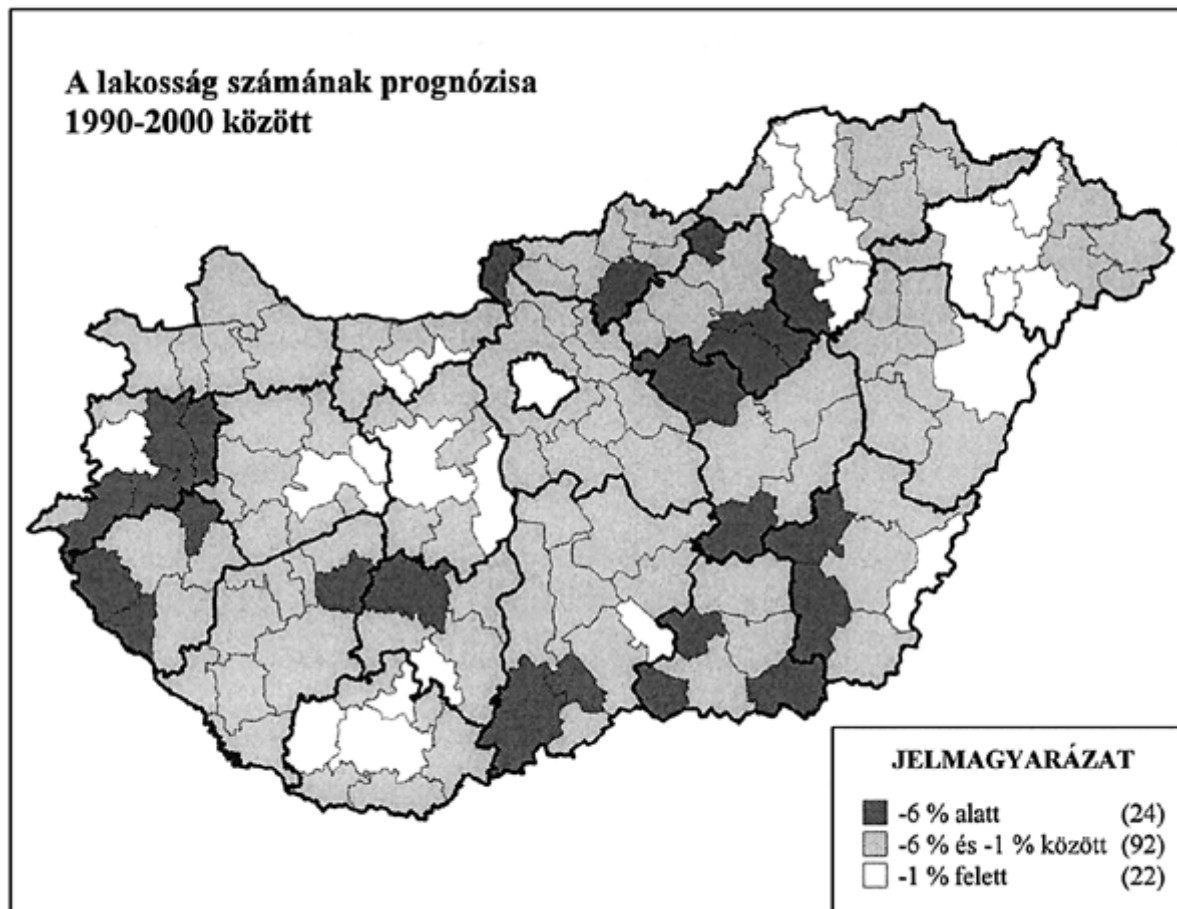 A lakosság számának prognózisa
1990-2000 között
JELMAGYARÁZAT
-6 % alatt (24)
-6 % és -1 % között (92)
-1 % felett (22)